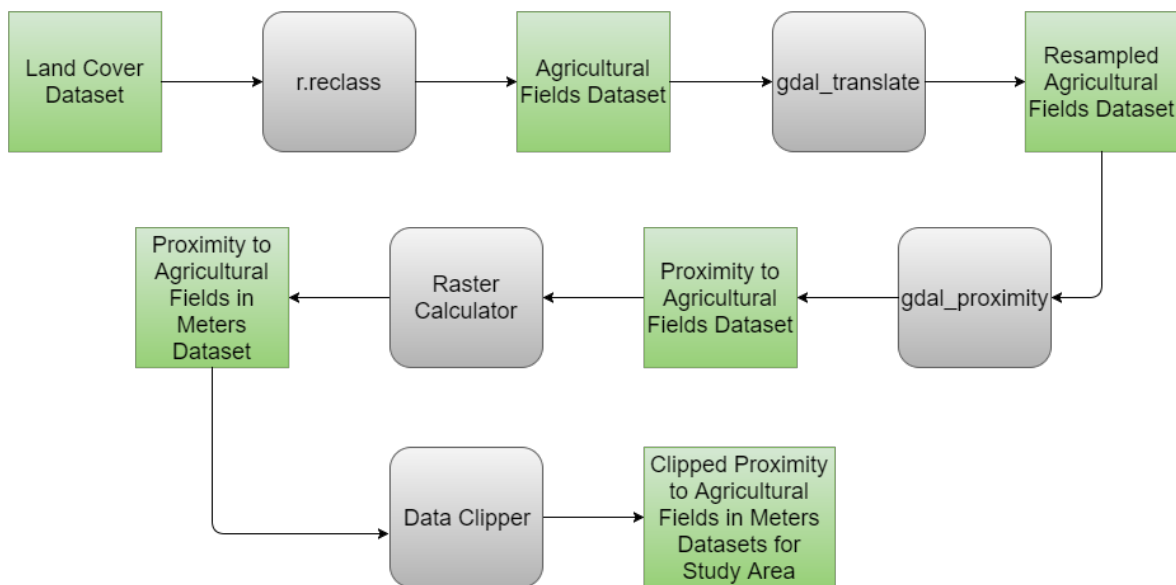 Land Cover
Dataset
r.reclass
Agricultural
Fields Dataset
gdal_translate
Resampled
Agricultural
Fields Dataset
Proximity to
Agricultural
Fields in
Meters
Dataset
Raster
Calculator
Proximity to
Agricultural
Fields Dataset
gdal_proximity
Data Clipper
Clipped Proximity
to Agricultural
Fields in Meters
Datasets for
Study Area